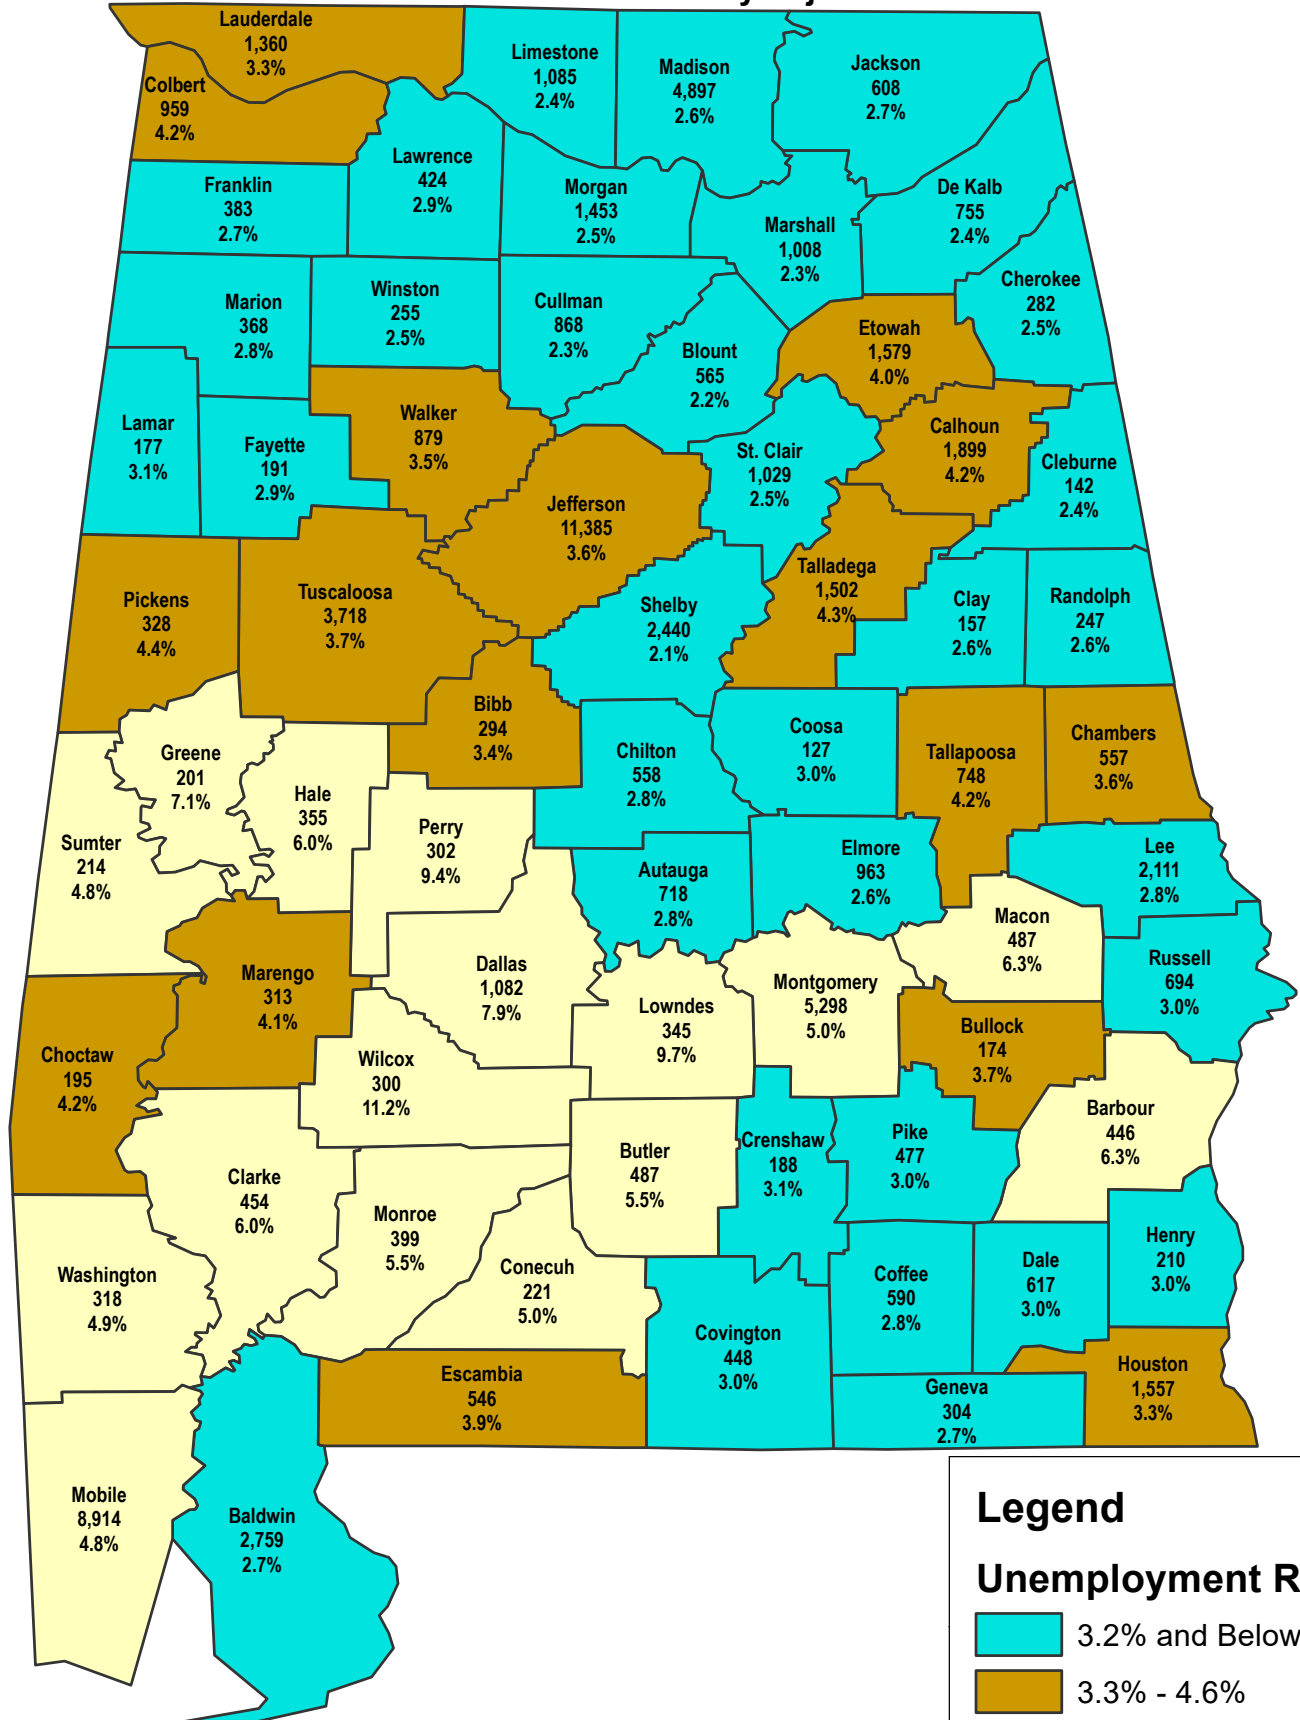 Lauderdale
1,360
3.3%
Limestone
1,085
2.4%
Madison
4,897
2.6%
Jackson
608
2.7%
Colbert
959
4.2%
Lawrence
424
2.9%
Franklin
383
2.7%
Morgan
1,453
2.5%
De Kalb
755
2.4%
Marshall
1,008
2.3%
Cherokee
282
2.5%
Marion
368
2.8%
Winston
255
2.5%
Cullman
868
2.3%
Etowah
1,579
4.0%
Blount
565
2.2%
Lamar
177
3.1%
Fayette
191
2.9%
Walker
879
3.5%
St. Clair
1,029
2.5%
Calhoun
1,899
4.2%
Cleburne
142
2.4%
Jefferson
11,385
3.6%
Talladega
1,502
4.3%
Pickens
328
4.4%
Tuscaloosa
3,718
3.7%
Shelby
2,440
2.1%
Clay
157
2.6%
Randolph
247
2.6%
Bibb
294
3.4%
Greene
201
7.1%
Hale
355
6.0%
Chilton
558
2.8%
Coosa
127
3.0%
Tallapoosa
748
4.2%
Chambers
557
3.6%
Sumter
214
4.8%
Perry
302
9.4%
Autauga
718
2.8%
Elmore
963
2.6%
Lee
2,111
2.8%
Macon
487
6.3%
Marengo
313
4.1%
Dallas
1,082
7.9%
Lowndes
345
9.7%
Montgomery
5,298
5.0%
Russell
694
3.0%
Bullock
174
3.7%
Choctaw
195
4.2%
Wilcox
300
11.2%
Barbour
446
6.3%
Clarke
454
6.0%
Butler
487
5.5%
Crenshaw
188
3.1%
Pike
477
3.0%
Monroe
399
5.5%
Washington
318
4.9%
Conecuh
221
5.0%
Coffee
590
2.8%
Dale
617
3.0%
Henry
210
3.0%
Covington
448
3.0%
Escambia
546
3.9%
Geneva
304
2.7%
Houston
1,557
3.3%
Mobile
8,914
4.8%
Baldwin
2,759
2.7%
Legend
Unemployment R
3.2% and Below
3.3% - 4.6%